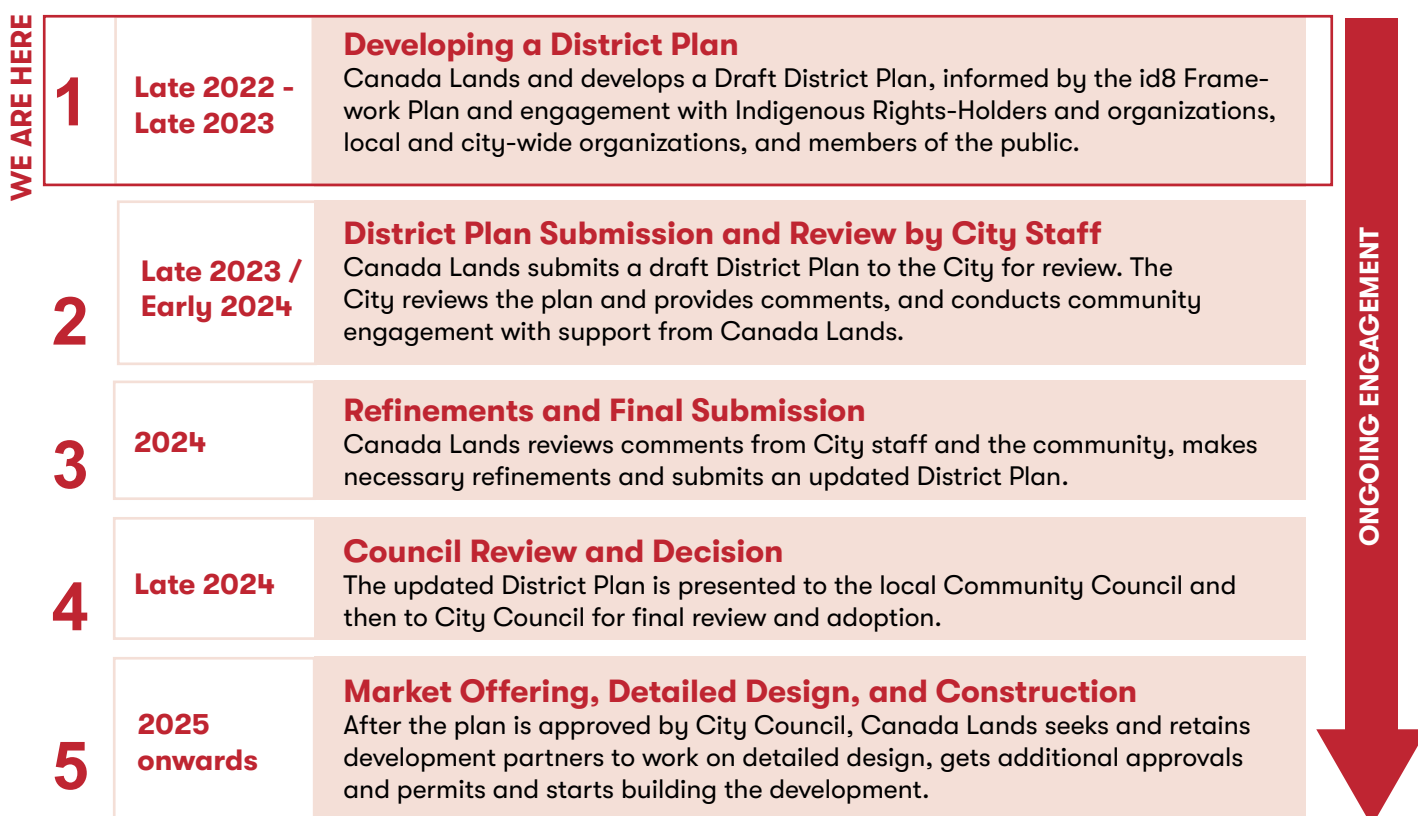 WE ARE HERE
1
Late 2022 -
Late 2023
Developing a District Plan
Canada Lands and develops a Draft District Plan, informed by the id8 Frame-
work Plan and engagement with Indigenous Rights-Holders and organizations,
local and city-wide organizations, and members of the public.
2
Late 2023 /
Early 2024
District Plan Submission and Review by City Staff
Canada Lands submits a draft District Plan to the City for review. The
City reviews the plan and provides comments, and conducts community
engagement with support from Canada Lands.
3
2024
Refinements and Final Submission
Canada Lands reviews comments from City staff and the community, makes
necessary refinements and submits an updated District Plan.
4
Late 2024
Council Review and Decision
The updated District Plan is presented to the local Community Council and
then to City Council for final review and adoption.
5
2025
onwards
Market Offering, Detailed Design, and Construction
After the plan is approved by City Council, Canada Lands seeks and retains
development partners to work on detailed design, gets additional approvals
and permits and starts building the development.
ONGOING ENGAGEMENT